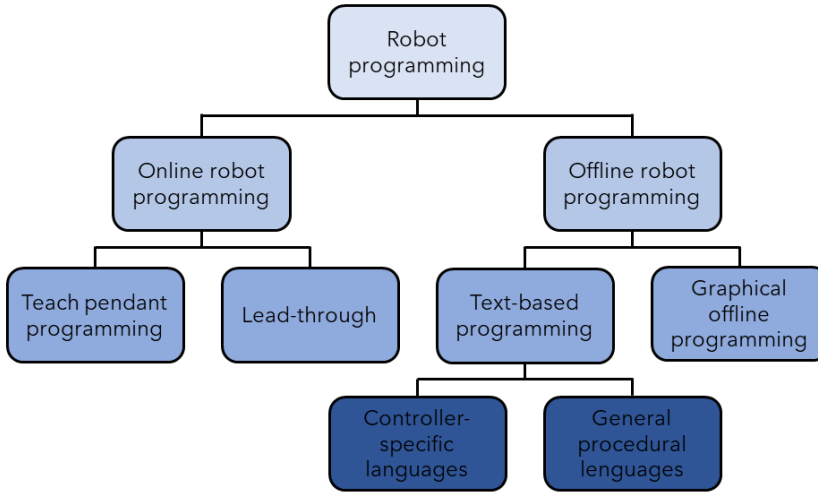 Robot
programming
Online robot
programming
Offline robot
programming
Teach pendant
programming
Lead-through
Text-based
programming
Graphical
offline
programming
Controller-
specific
languages
General
procedural
lenguages